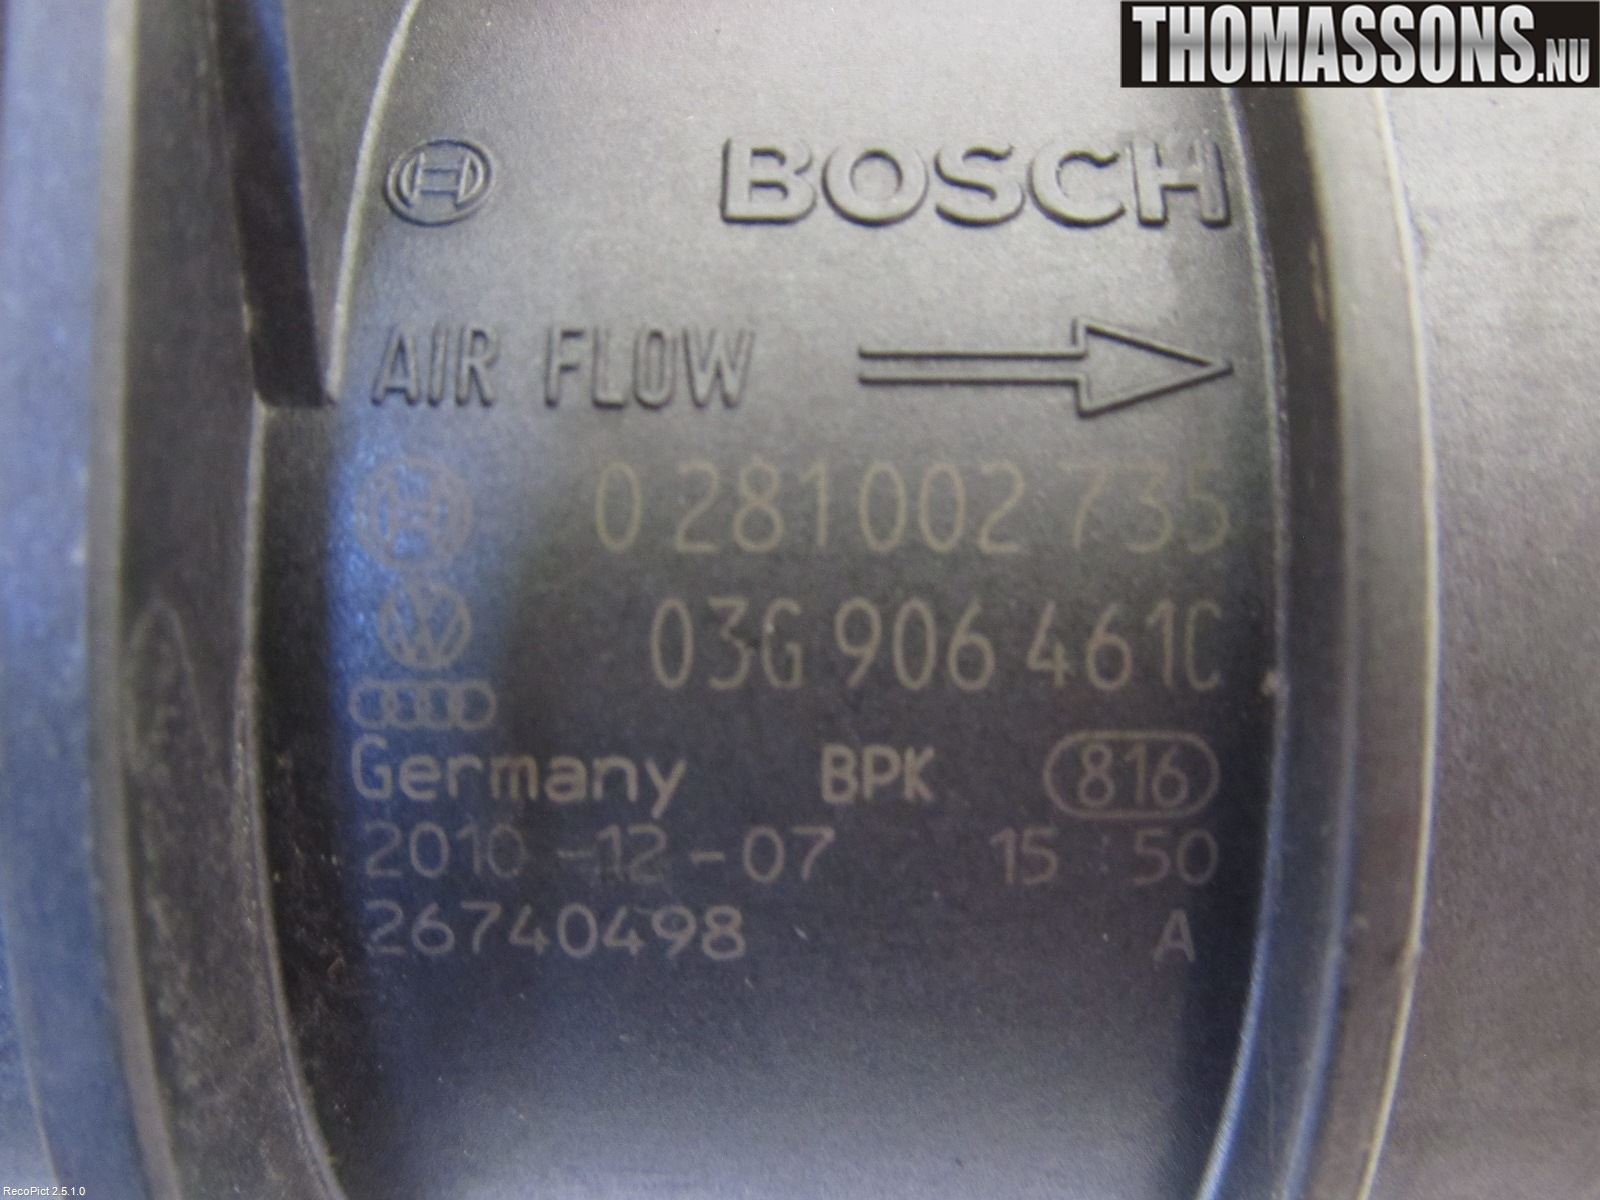 THOMASSONS.NU
BOSCH
AIR FLOW
0 281 002 735
03G 906 461C
Germany BPK 816
2010-12-07 15:50
26740498 A
RecoPict 2.5.1.0